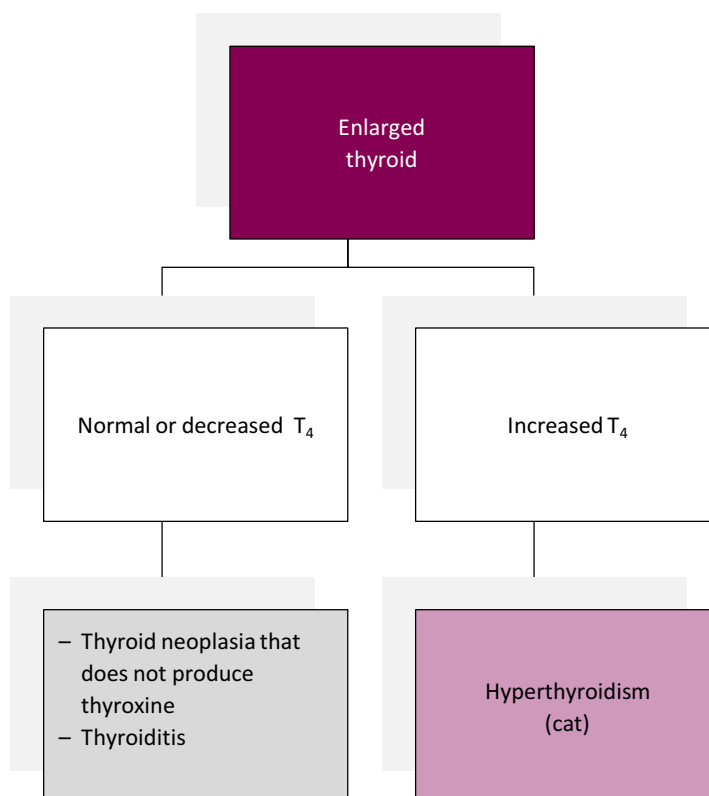 Enlarged
thyroid
Normal or decreased T₄
Increased T₄
– Thyroid neoplasia that
does not produce
thyroxine
– Thyroiditis
Hyperthyroidism
(cat)